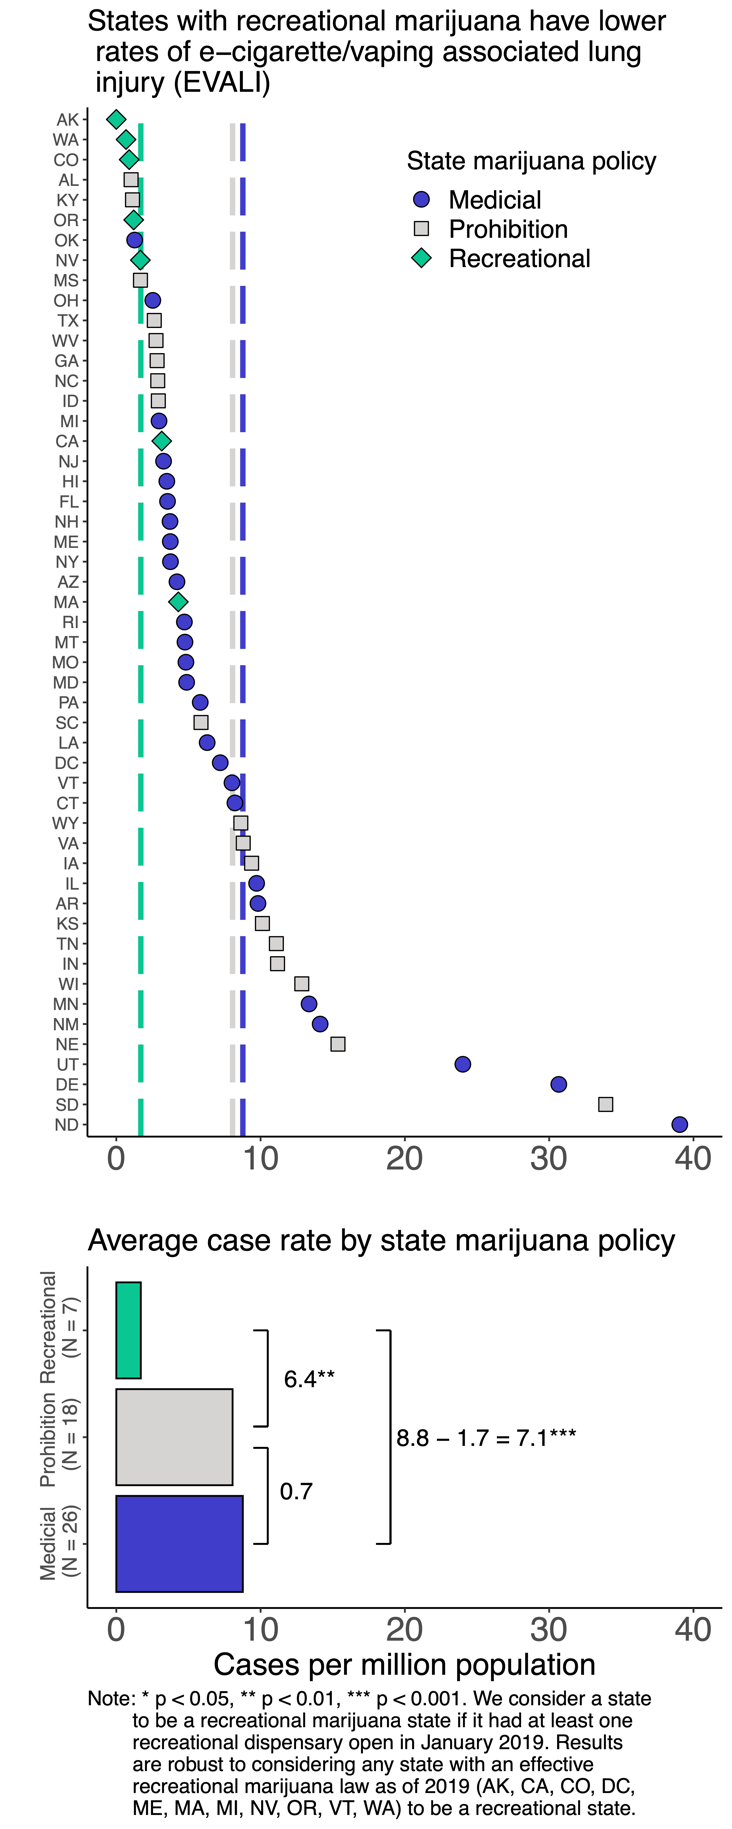 States with recreational marijuana have lower
rates of e−cigarette/vaping associated lung
injury (EVALI)
State marijuana policy
Medicial
Prohibition
Recreational
AK
WA
CO
AL
KY
OR
OK
NV
MS
OH
TX
WV
GA
NC
ID
MI
CA
NJ
HI
FL
NH
ME
NY
AZ
MA
RI
MT
MO
MD
PA
SC
LA
DC
VT
CT
WY
VA
IA
IL
AR
KS
TN
IN
WI
MN
NM
NE
UT
DE
SD
ND
0 10 20 30 40
Average case rate by state marijuana policy
Recreational
(N = 7)
Prohibition
(N = 18)
Medicial
(N = 26)
6.4**
8.8 − 1.7 = 7.1***
0.7
0 10 20 30 40
Cases per million population
Note: * p < 0.05, ** p < 0.01, *** p < 0.001. We consider a state
to be a recreational marijuana state if it had at least one
recreational dispensary open in January 2019. Results
are robust to considering any state with an effective
recreational marijuana law as of 2019 (AK, CA, CO, DC,
ME, MA, MI, NV, OR, VT, WA) to be a recreational state.